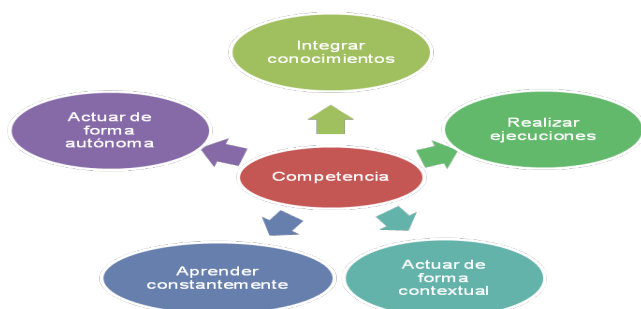 Integrar
conocimientos
Actuar de
forma
autónoma
Realizar
ejecuciones
Competencia
Aprender
constantemente
Actuar de
forma
contextual